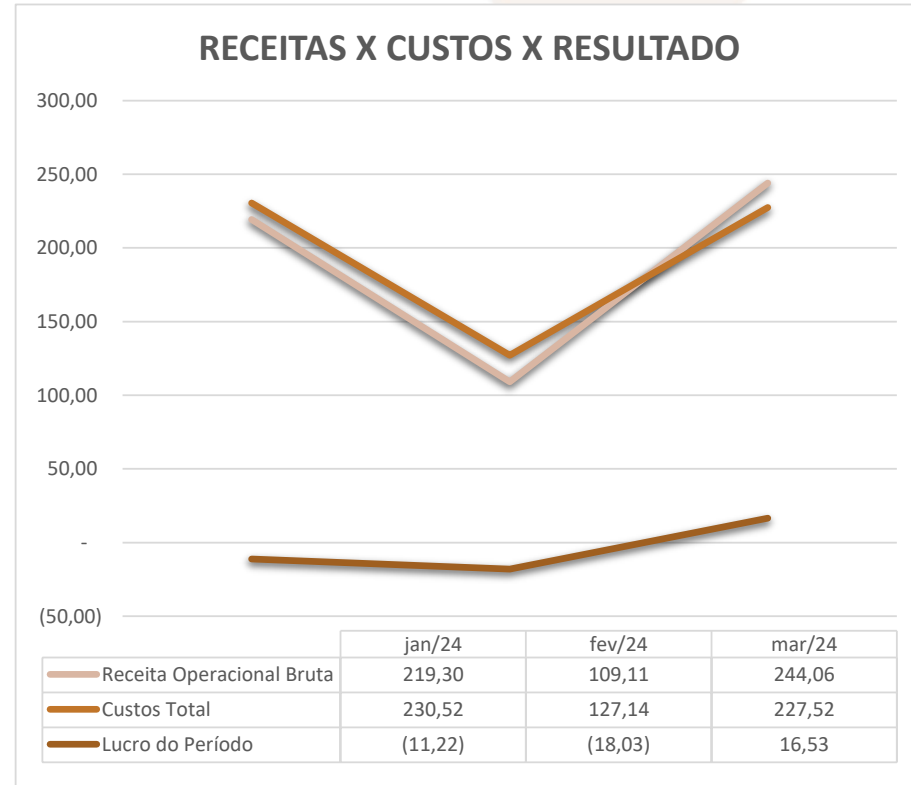 RECEITAS X CUSTOS X RESULTADO
300,00
250,00
200,00
150,00
100,00
50,00
-
(50,00)
jan/24 fev/24 mar/24
Receita Operacional Bruta 219,30 109,11 244,06
Custos Total 230,52 127,14 227,52
Lucro do Período (11,22) (18,03) 16,53